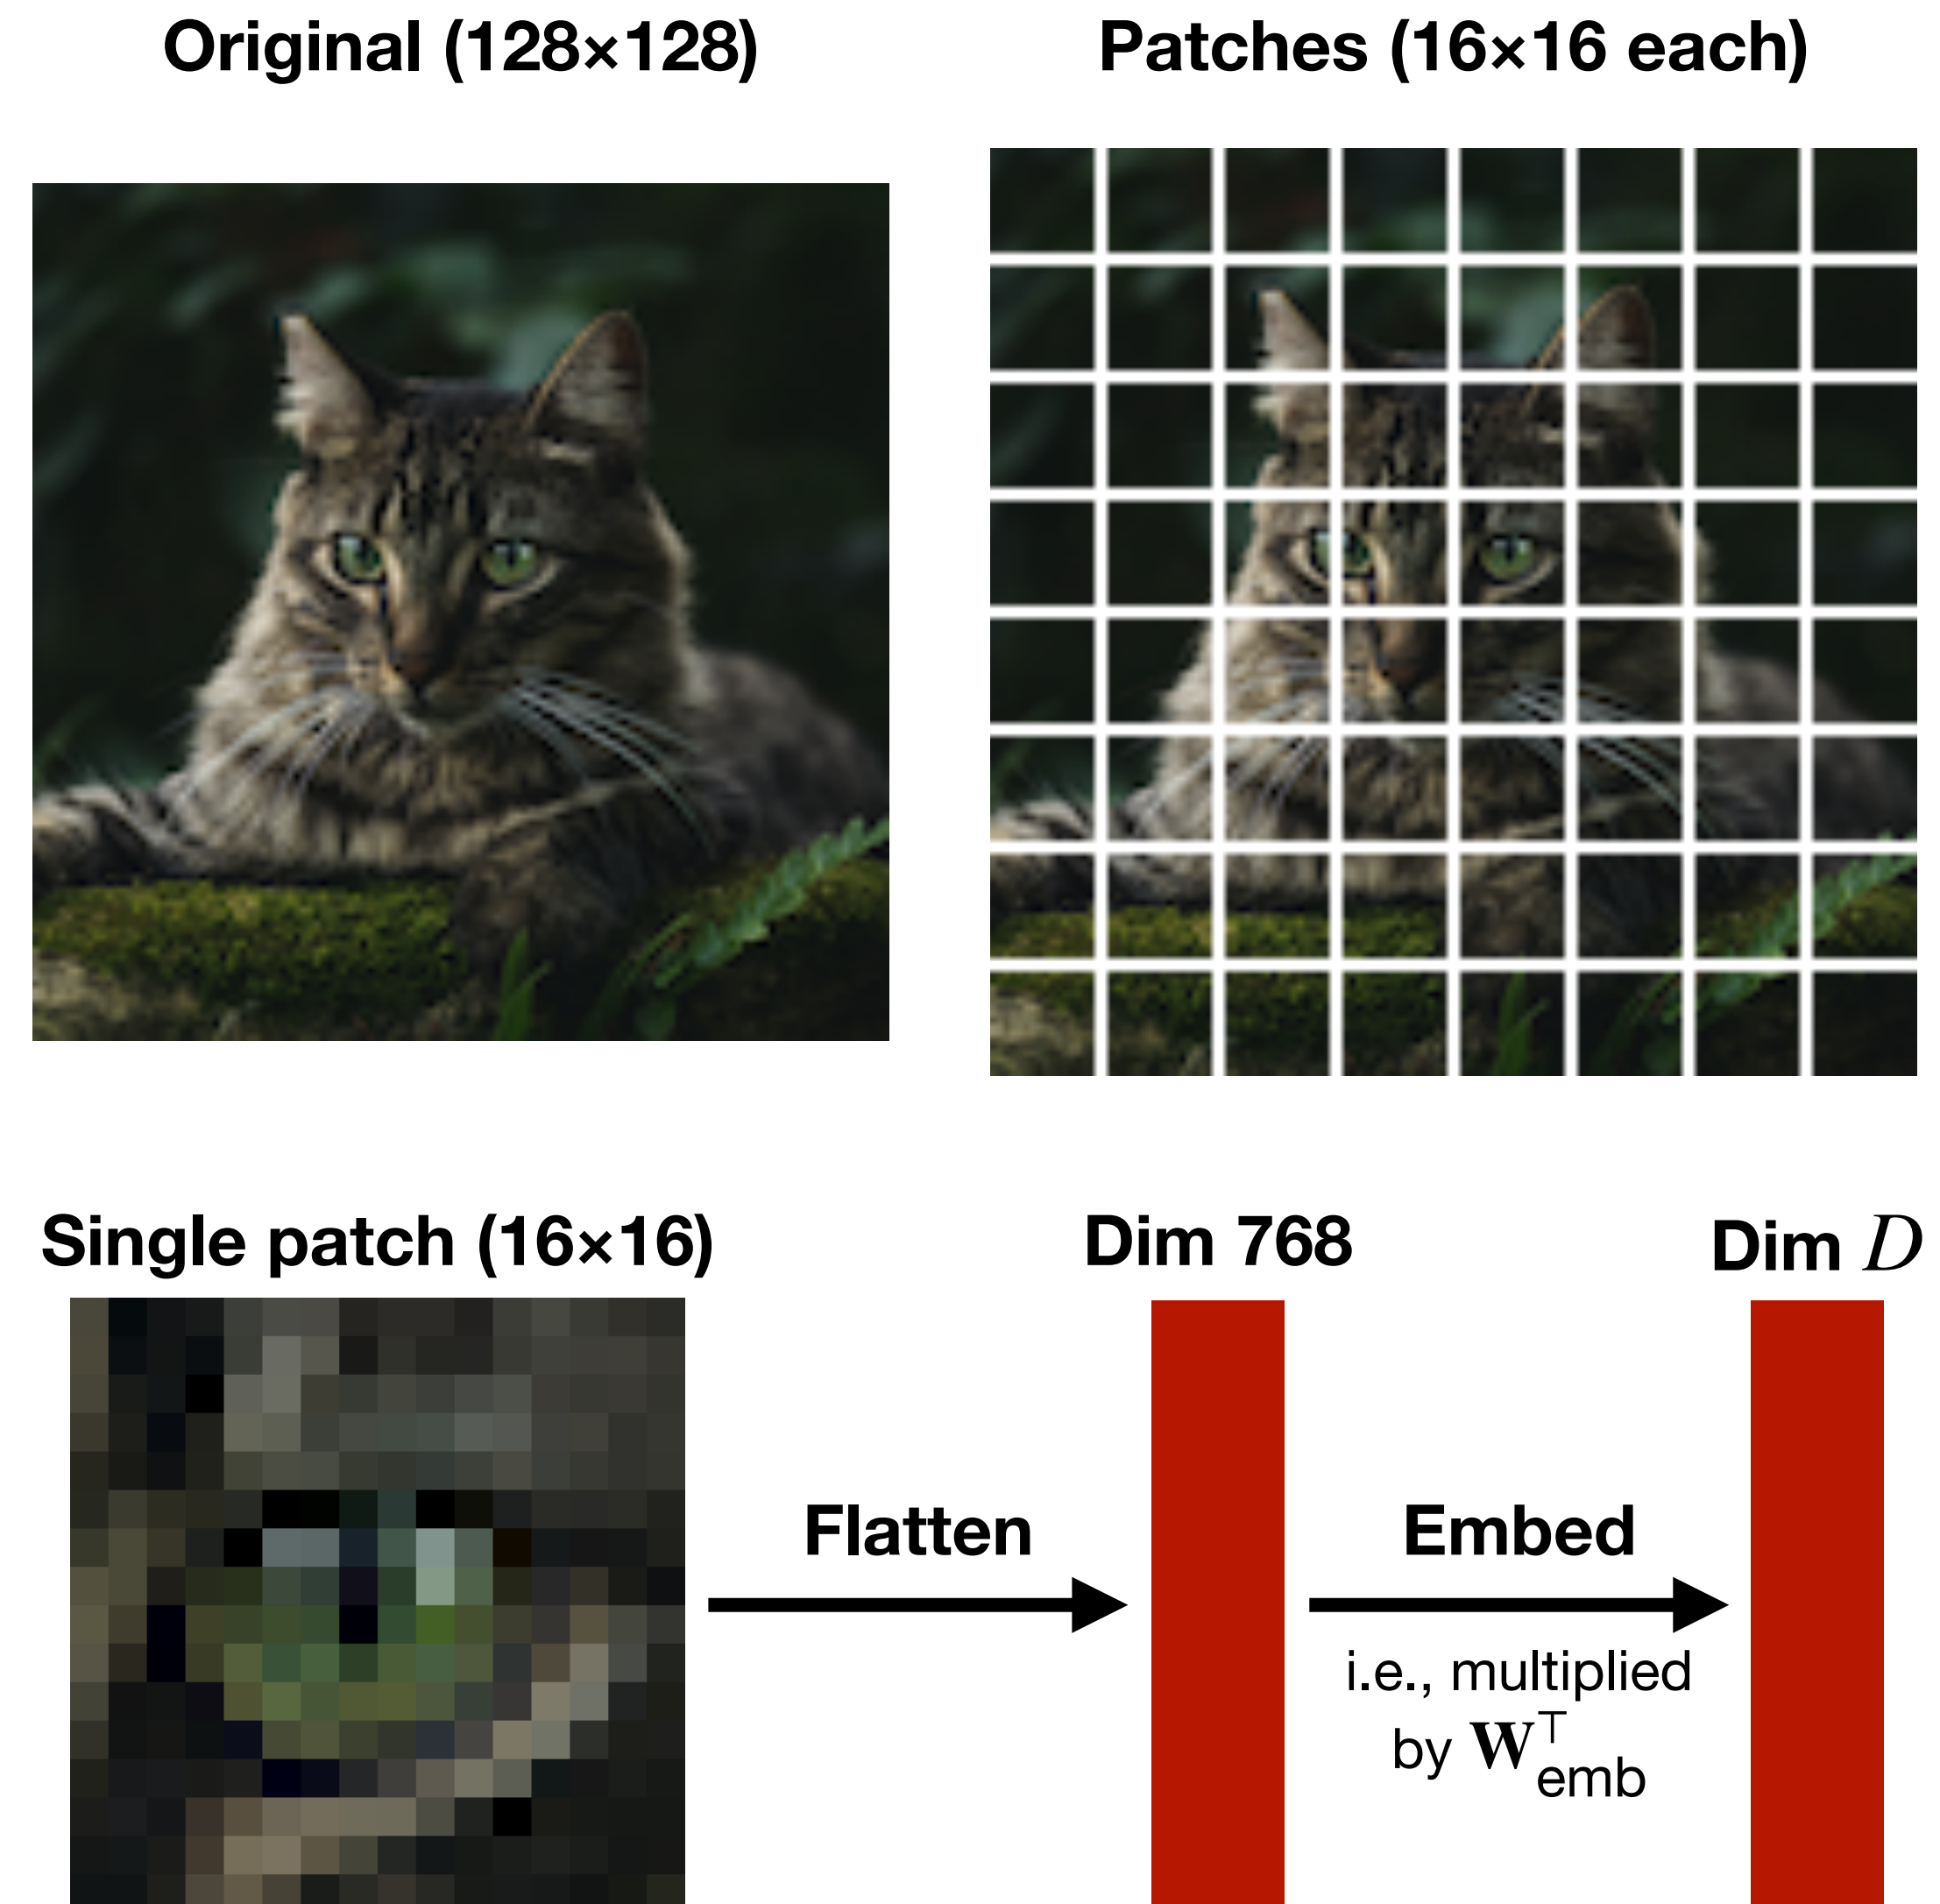 Original (128×128)
Patches (16×16 each)
Single patch (16×16)
Dim 768
Dim D
Flatten
Embed
i.e., multiplied
by W⊤emb